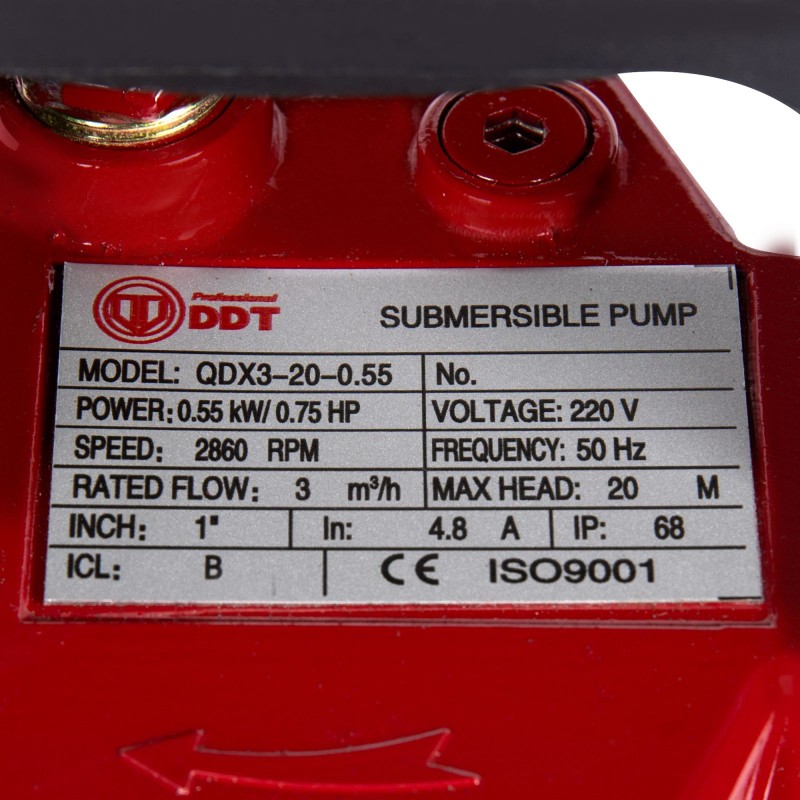 Professional
DDT SUBMERSIBLE PUMP
MODEL: QDX3-20-0.55 No.
POWER: 0.55 kW/ 0.75 HP VOLTAGE: 220 V
SPEED: 2860 RPM FREQUENCY: 50 Hz
RATED FLOW: 3 m³/h MAX HEAD: 20 M
INCH: 1" In: 4.8 A IP: 68
ICL: B CE ISO9001